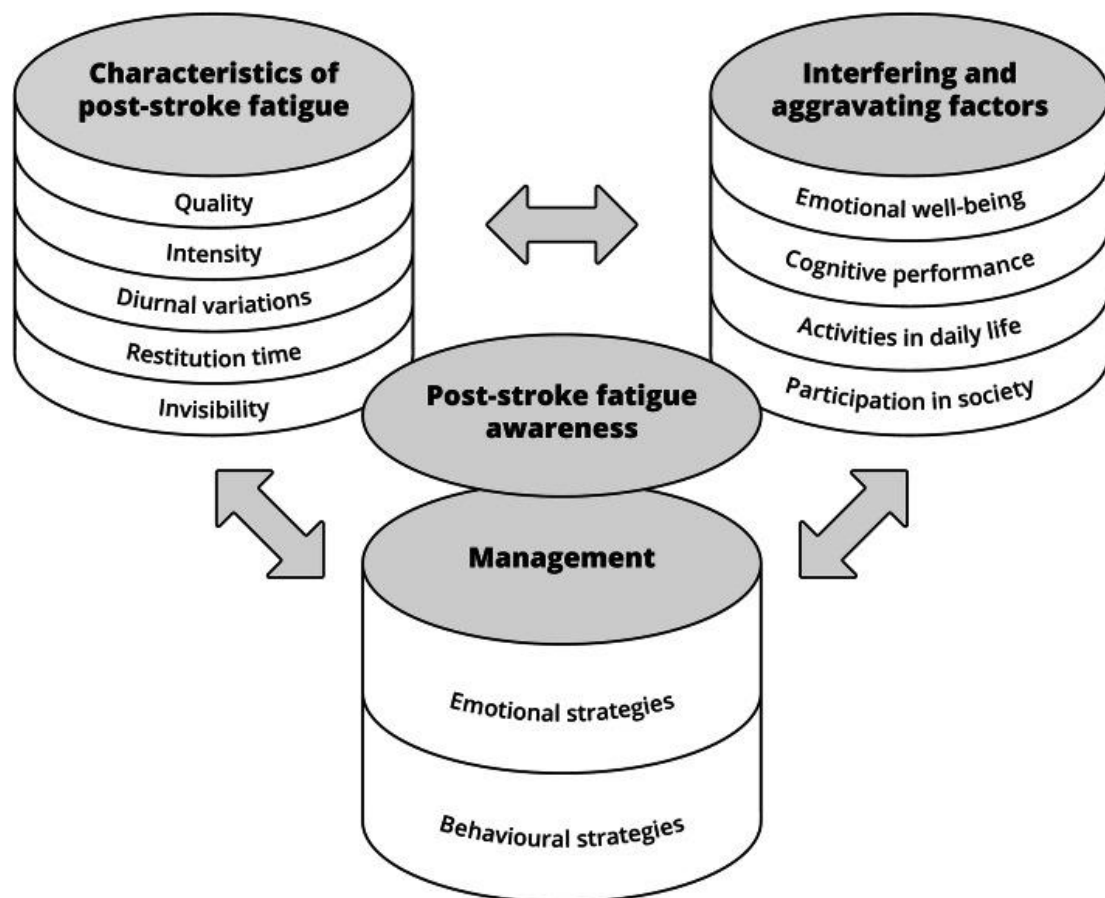 Characteristics of
post-stroke fatigue
Quality
Intensity
Diurnal variations
Restitution time
Invisibility
Interfering and
aggravating factors
Emotional well-being
Cognitive performance
Activities in daily life
Participation in society
Post-stroke fatigue
awareness
Management
Emotional strategies
Behavioural strategies